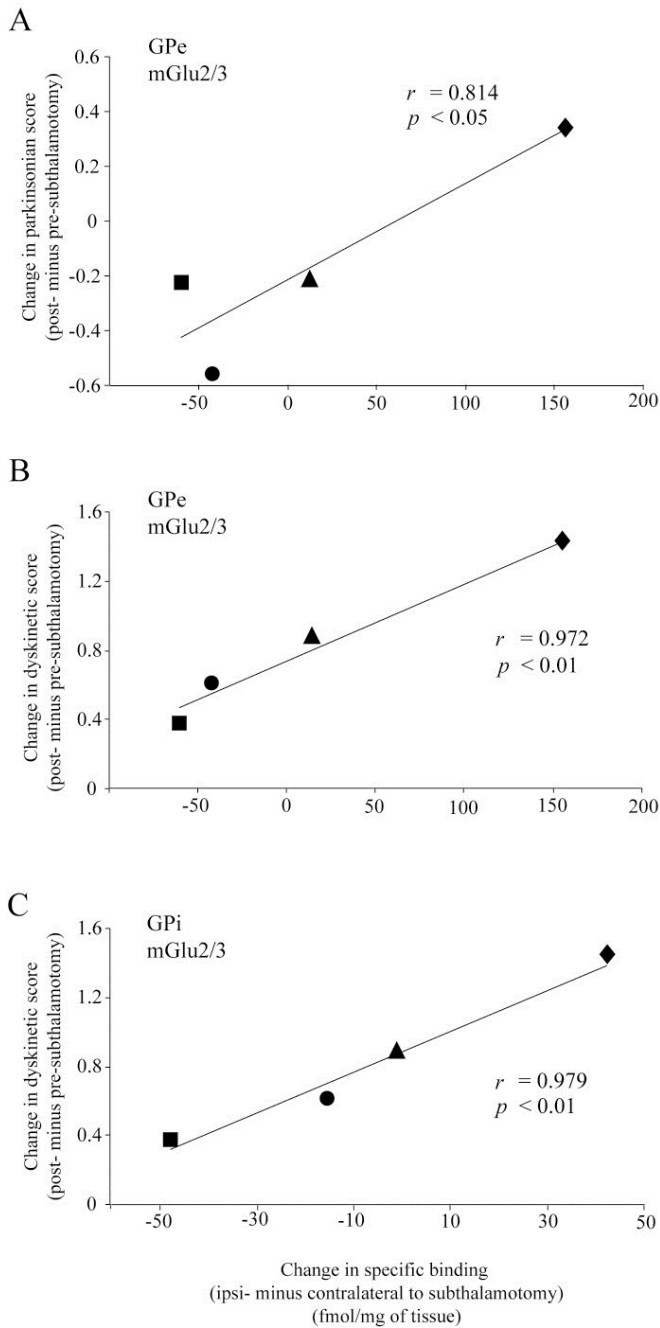 A
GPe
mGlu2/3
r = 0.814
p < 0.05
Change in parkinsonian score
(post- minus pre-subthalamotomy)
0.6
0.4
0.2
0
-0.2
-0.4
-0.6
-50 0 50 100 150 200
B
GPe
mGlu2/3
r = 0.972
p < 0.01
Change in dyskinetic score
(post- minus pre-subthalamotomy)
1.6
1.2
0.8
0.4
0
-50 0 50 100 150 200
C
GPi
mGlu2/3
r = 0.979
p < 0.01
Change in dyskinetic score
(post- minus pre-subthalamotomy)
1.6
1.2
0.8
0.4
0
-50 -30 -10 10 30 50
Change in specific binding
(ipsi- minus contralateral to subthalamotomy)
(fmol/mg of tissue)